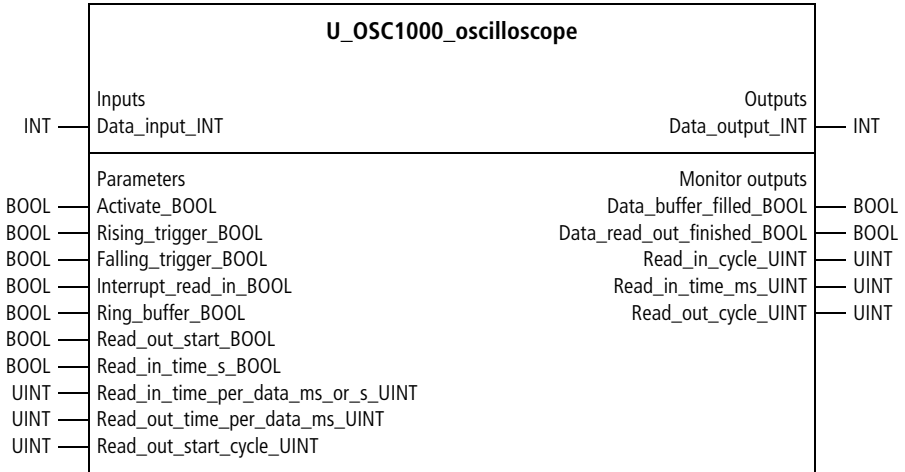 U_OSC1000_oscilloscope
Inputs Outputs
INT Data_input_INT Data_output_INT INT
Parameters Monitor outputs
BOOL Activate_BOOL Data_buffer_filled_BOOL BOOL
BOOL Rising_trigger_BOOL Data_read_out_finished_BOOL BOOL
BOOL Falling_trigger_BOOL Read_in_cycle_UINT UINT
BOOL Interrupt_read_in_BOOL Read_in_time_ms_UINT UINT
BOOL Ring_buffer_BOOL Read_out_cycle_UINT UINT
BOOL Read_out_start_BOOL
BOOL Read_in_time_s_BOOL
UINT Read_in_time_per_data_ms_or_s_UINT
UINT Read_out_time_per_data_ms_UINT
UINT Read_out_start_cycle_UINT